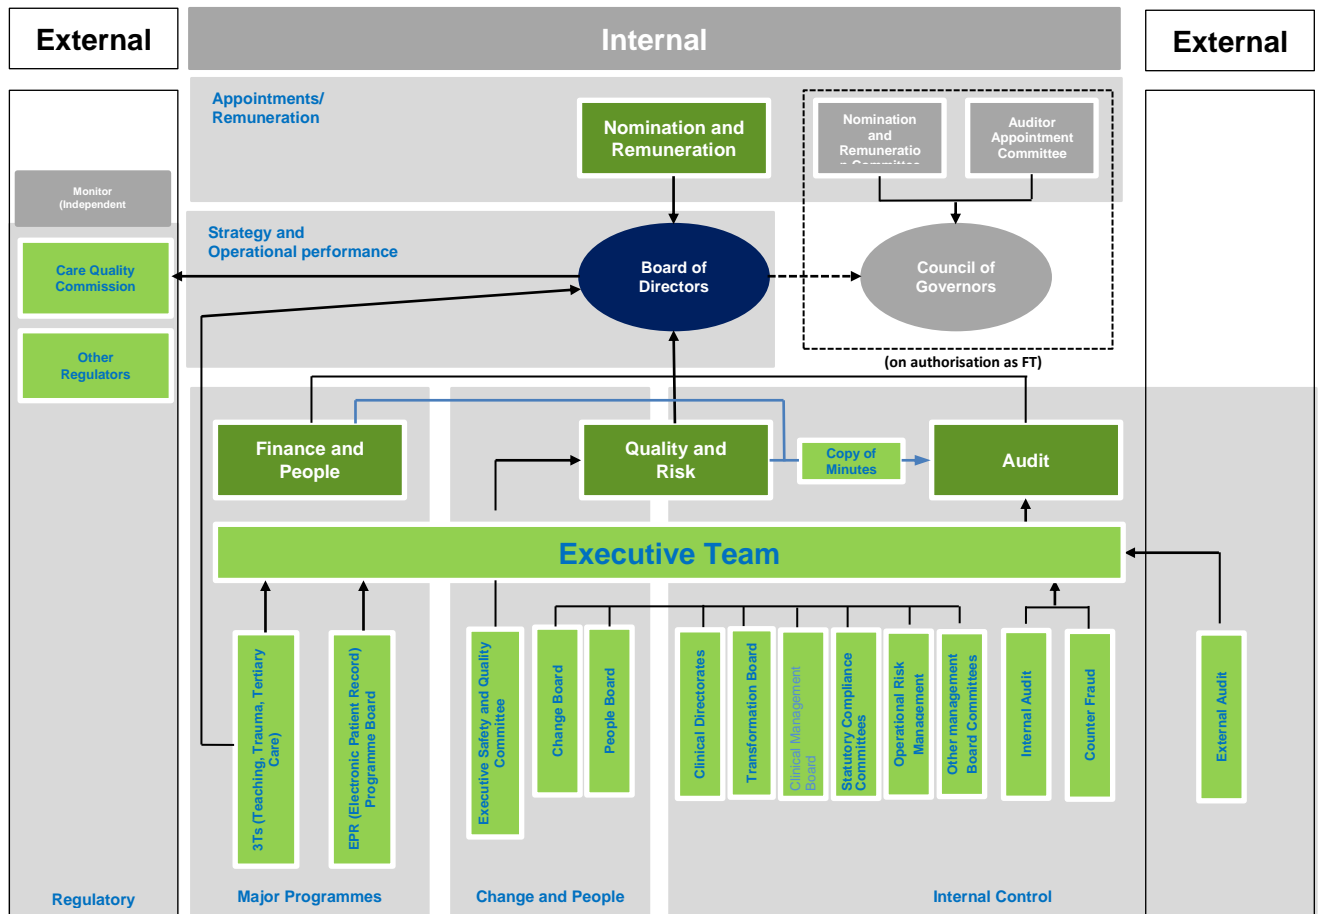 External
Internal
External
Appointments/
Remuneration
Nomination and
Remuneration
Nomination
and
Remuneratio
n Committee
Auditor
Appointment
Committee
Monitor
(Independent
Strategy and
Operational performance
Care Quality
Commission
Board of
Directors
Council of
Governors
Other
Regulators
(on authorisation as FT)
Finance and
People
Quality and
Risk
Copy of
Minutes
Audit
Executive Team
3Ts (Teaching, Trauma, Tertiary
Care)
EPR (Electronic Patient Record)
Programme Board
Executive Safety and Quality
Committee
Change Board
People Board
Clinical Directorates
Transformation Board
Clinical Management
Board
Statutory Compliance
Committees
Operational Risk
Management
Other management
Board Committees
Internal Audit
Counter Fraud
External Audit
Regulatory
Major Programmes
Change and People
Internal Control